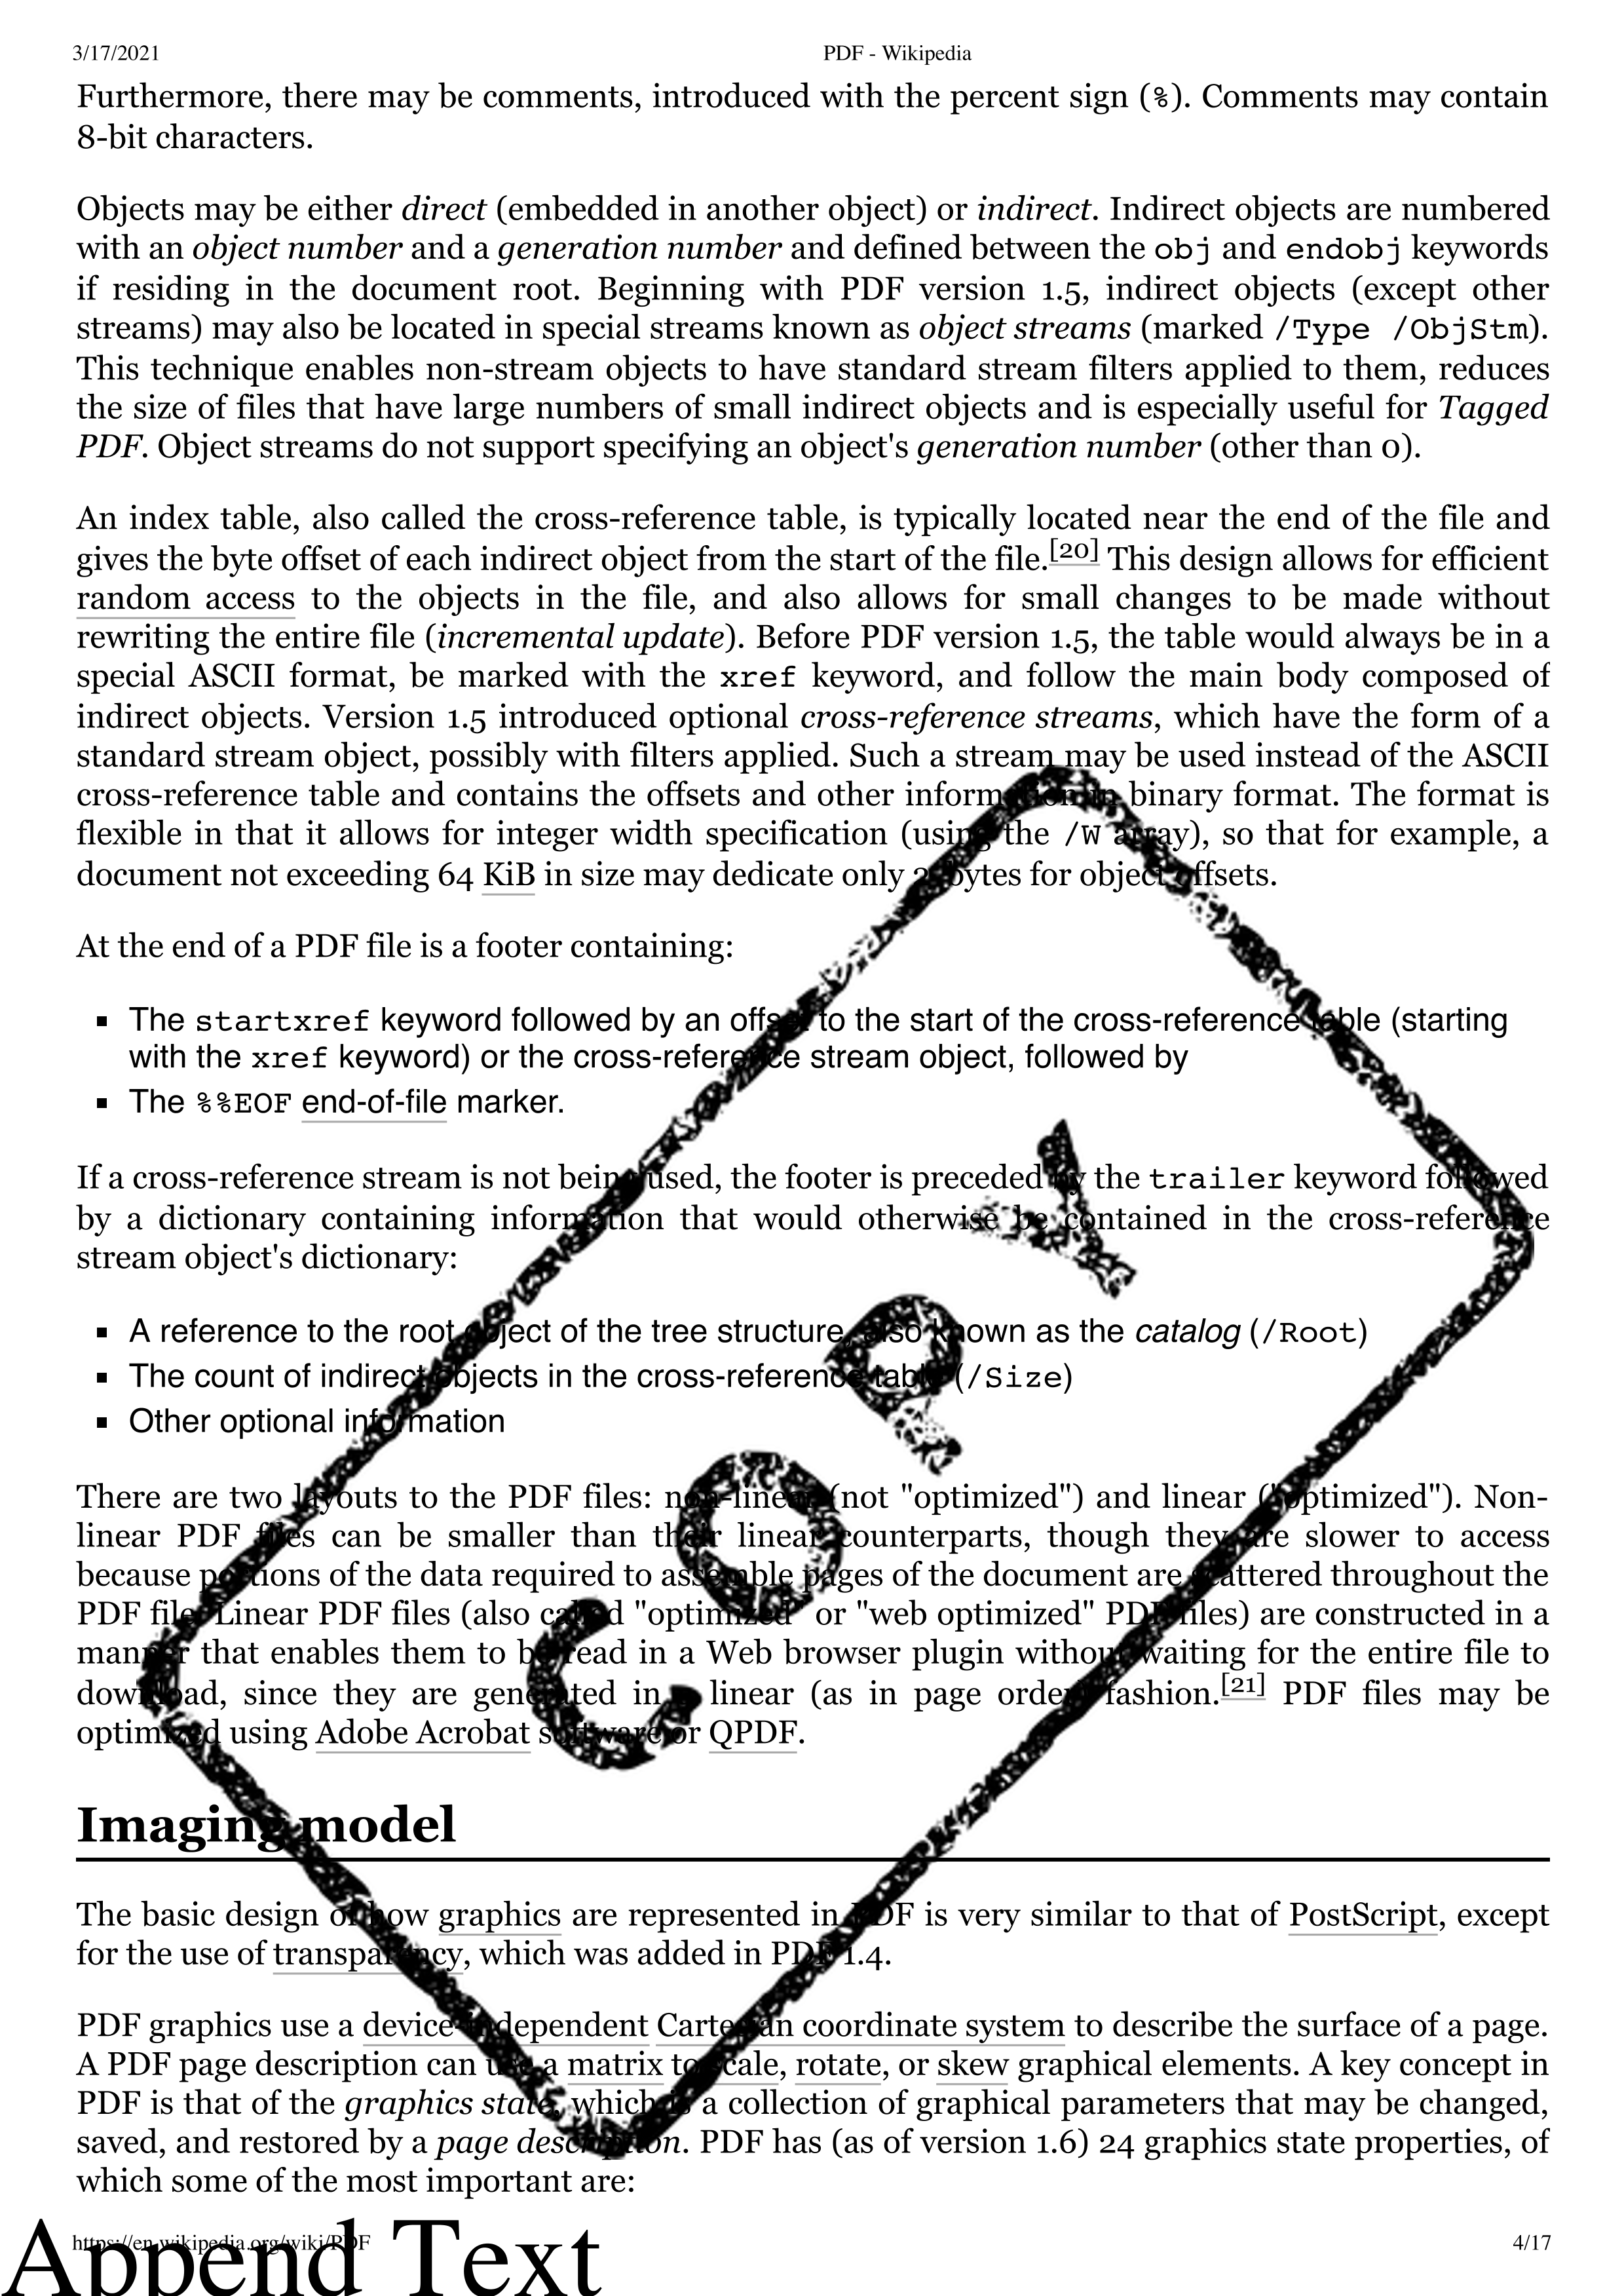 3/17/2021 PDF - Wikipedia
Furthermore, there may be comments, introduced with the percent sign (%). Comments may contain
8-bit characters.
Objects may be either direct (embedded in another object) or indirect. Indirect objects are numbered
with an object number and a generation number and defined between the obj and endobj keywords
if residing in the document root. Beginning with PDF version 1.5, indirect objects (except other
streams) may also be located in special streams known as object streams (marked /Type /ObjStm).
This technique enables non-stream objects to have standard stream filters applied to them, reduces
the size of files that have large numbers of small indirect objects and is especially useful for Tagged
PDF. Object streams do not support specifying an object's generation number (other than 0).
An index table, also called the cross-reference table, is typically located near the end of the file and
gives the byte offset of each indirect object from the start of the file.[20] This design allows for efficient
random access to the objects in the file, and also allows for small changes to be made without
rewriting the entire file (incremental update). Before PDF version 1.5, the table would always be in a
special ASCII format, be marked with the xref keyword, and follow the main body composed of
indirect objects. Version 1.5 introduced optional cross-reference streams, which have the form of a
standard stream object, possibly with filters applied. Such a stream may be used instead of the ASCII
cross-reference table and contains the offsets and other information in binary format. The format is
flexible in that it allows for integer width specification (using the /W array), so that for example, a
document not exceeding 64 KiB in size may dedicate only 2 bytes for object offsets.
At the end of a PDF file is a footer containing:
▪ The startxref keyword followed by an offset to the start of the cross-reference table (starting
with the xref keyword) or the cross-reference stream object, followed by
▪ The %%EOF end-of-file marker.
If a cross-reference stream is not being used, the footer is preceded by the trailer keyword followed
by a dictionary containing information that would otherwise be contained in the cross-reference
stream object's dictionary:
▪ A reference to the root object of the tree structure, also known as the catalog (/Root)
▪ The count of indirect objects in the cross-reference table (/Size)
▪ Other optional information
There are two layouts to the PDF files: non-linear (not "optimized") and linear ("optimized"). Non-
linear PDF files can be smaller than their linear counterparts, though they are slower to access
because portions of the data required to assemble pages of the document are scattered throughout the
PDF file. Linear PDF files (also called "optimized" or "web optimized" PDF files) are constructed in a
manner that enables them to be read in a Web browser plugin without waiting for the entire file to
download, since they are generated in a linear (as in page order) fashion.[21] PDF files may be
optimized using Adobe Acrobat software or QPDF.
COPY
Imaging model
The basic design of how graphics are represented in PDF is very similar to that of PostScript, except
for the use of transparency, which was added in PDF 1.4.
PDF graphics use a device-independent Cartesian coordinate system to describe the surface of a page.
A PDF page description can use a matrix to scale, rotate, or skew graphical elements. A key concept in
PDF is that of the graphics state, which is a collection of graphical parameters that may be changed,
saved, and restored by a page description. PDF has (as of version 1.6) 24 graphics state properties, of
which some of the most important are:
https://en.wikipedia.org/wiki/PDF 4/17
Append Text